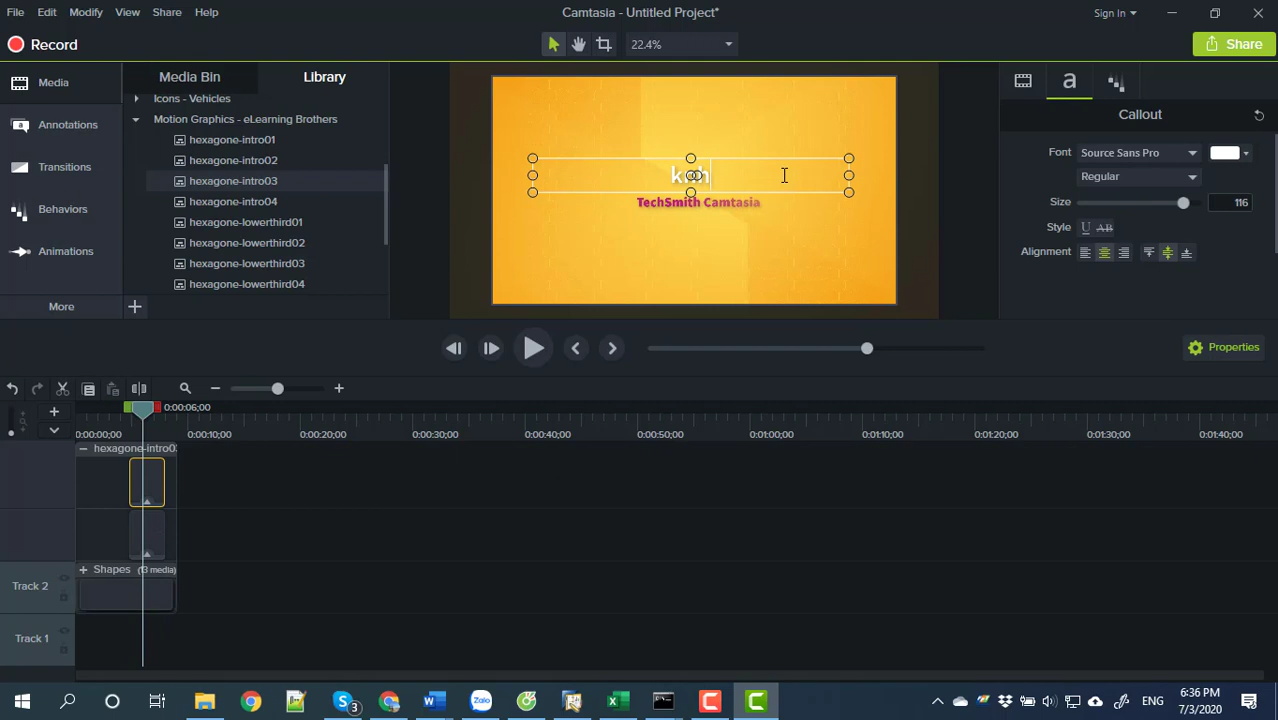 File Edit Modify View Share Help
Camtasia - Untitled Project*
Sign In
Record
22.4%
Share
Media
Annotations
Transitions
Behaviors
Animations
More
Media Bin
Library
Icons - Vehicles
Motion Graphics - eLearning Brothers
hexagone-intro01
hexagone-intro02
hexagone-intro03
hexagone-intro04
hexagone-lowerthird01
hexagone-lowerthird02
hexagone-lowerthird03
hexagone-lowerthird04
TechSmith Camtasia
a
Callout
Font
Source Sans Pro
Regular
Size
116
Style
U AB
Alignment
Properties
0:00:06;00
0:00:00;00 0:00:10;00 0:00:20;00 0:00:30;00 0:00:40;00 0:00:50;00 0:01:00;00 0:01:10;00 0:01:20;00 0:01:30;00 0:01:40;00
Shapes (13 media)
Track 2
Track 1
3
ENG
6:36 PM
7/3/2020